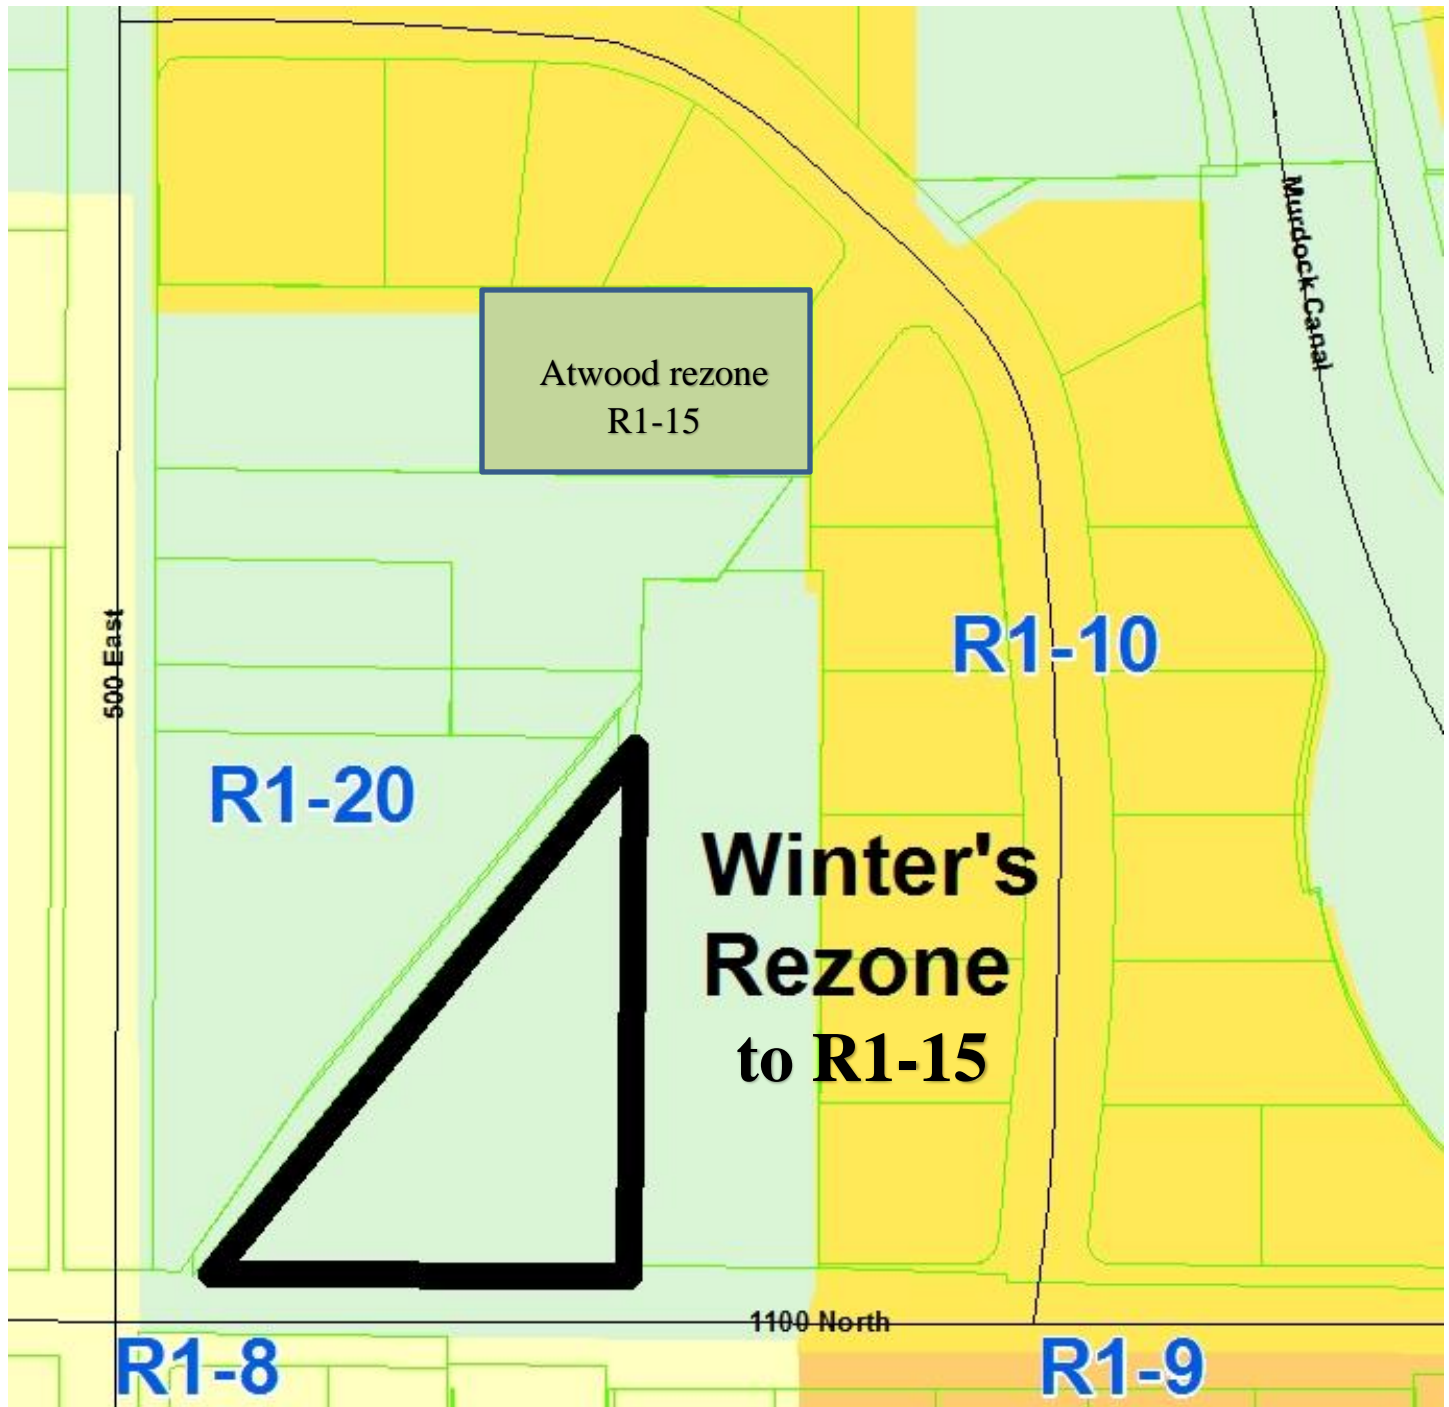 Murdock Canal
Atwood rezone
R1-15
500 East
R1-10
R1-20
Winter's
Rezone
to R1-15
1100 North
R1-8
R1-9